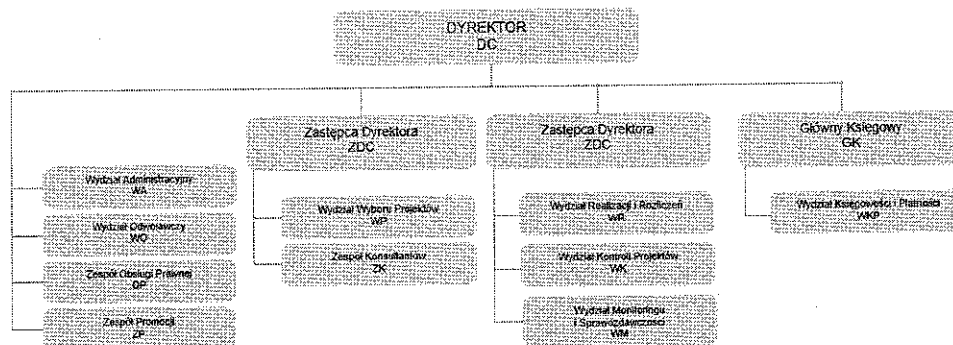 DYREKTOR
DC
Zastępca Dyrektora
ZDC
Zastępca Dyrektora
ZDC
Główny Księgowy
GK
Wydział Administracyjny
WA
Wydział Odwoławczy
WO
Zespół Obsługi Prawnej
OP
Zespół Promocji
ZP
Wydział Wyboru Projektów
WP
Zespół Konsultantów
ZK
Wydział Realizacji i Rozliczeń
WR
Wydział Kontroli Projektów
WK
Wydział Monitoringu
i Sprawozdawczości
WM
Wydział Księgowości i Płatności
WKP